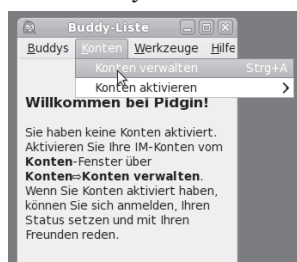 Buddy-Liste
Buddys Konten Werkzeuge Hilfe
Konten verwalten Strg+A
Konten aktivieren
Willkommen bei Pidgin!
Sie haben keine Konten aktiviert.
Aktivieren Sie Ihre IM-Konten vom
Konten-Fenster über
Konten⇨Konten verwalten.
Wenn Sie Konten aktiviert haben,
können Sie sich anmelden, Ihren
Status setzen und mit Ihren
Freunden reden.